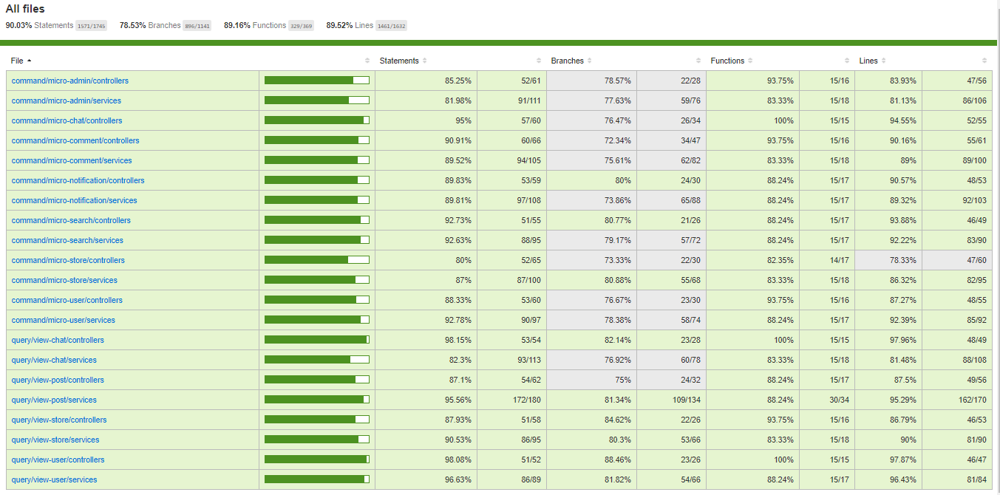 All files
90.03% Statements 1571/1745 78.53% Branches 896/1141 89.16% Functions 329/369 89.52% Lines 1461/1632
File Statements Branches Functions Lines
command/micro-admin/controllers 85.25% 52/61 78.57% 22/28 93.75% 15/16 83.93% 47/56
command/micro-admin/services 81.98% 91/111 77.63% 59/76 83.33% 15/18 81.13% 86/106
command/micro-chat/controllers 95% 57/60 76.47% 26/34 100% 15/15 94.55% 52/55
command/micro-comment/controllers 90.91% 60/66 72.34% 34/47 93.75% 15/16 90.16% 55/61
command/micro-comment/services 89.52% 94/105 75.61% 62/82 83.33% 15/18 89% 89/100
command/micro-notification/controllers 89.83% 53/59 80% 24/30 88.24% 15/17 90.57% 48/53
command/micro-notification/services 89.81% 97/108 73.86% 65/88 88.24% 15/17 89.32% 92/103
command/micro-search/controllers 92.73% 51/55 80.77% 21/26 88.24% 15/17 93.88% 46/49
command/micro-search/services 92.63% 88/95 79.17% 57/72 88.24% 15/17 92.22% 83/90
command/micro-store/controllers 80% 52/65 73.33% 22/30 82.35% 14/17 78.33% 47/60
command/micro-store/services 87% 87/100 80.88% 55/68 83.33% 15/18 86.32% 82/95
command/micro-user/controllers 88.33% 53/60 76.67% 23/30 93.75% 15/16 87.27% 48/55
command/micro-user/services 92.78% 90/97 78.38% 58/74 88.24% 15/17 92.39% 85/92
query/view-chat/controllers 98.15% 53/54 82.14% 23/28 100% 15/15 97.96% 48/49
query/view-chat/services 82.3% 93/113 76.92% 60/78 83.33% 15/18 81.48% 88/108
query/view-post/controllers 87.1% 54/62 75% 24/32 88.24% 15/17 87.5% 49/56
query/view-post/services 95.56% 172/180 81.34% 109/134 88.24% 30/34 95.29% 162/170
query/view-store/controllers 87.93% 51/58 84.62% 22/26 93.75% 15/16 86.79% 46/53
query/view-store/services 90.53% 86/95 80.3% 53/66 83.33% 15/18 90% 81/90
query/view-user/controllers 98.08% 51/52 88.46% 23/26 100% 15/15 97.87% 46/47
query/view-user/services 96.63% 86/89 81.82% 54/66 88.24% 15/17 96.43% 81/84